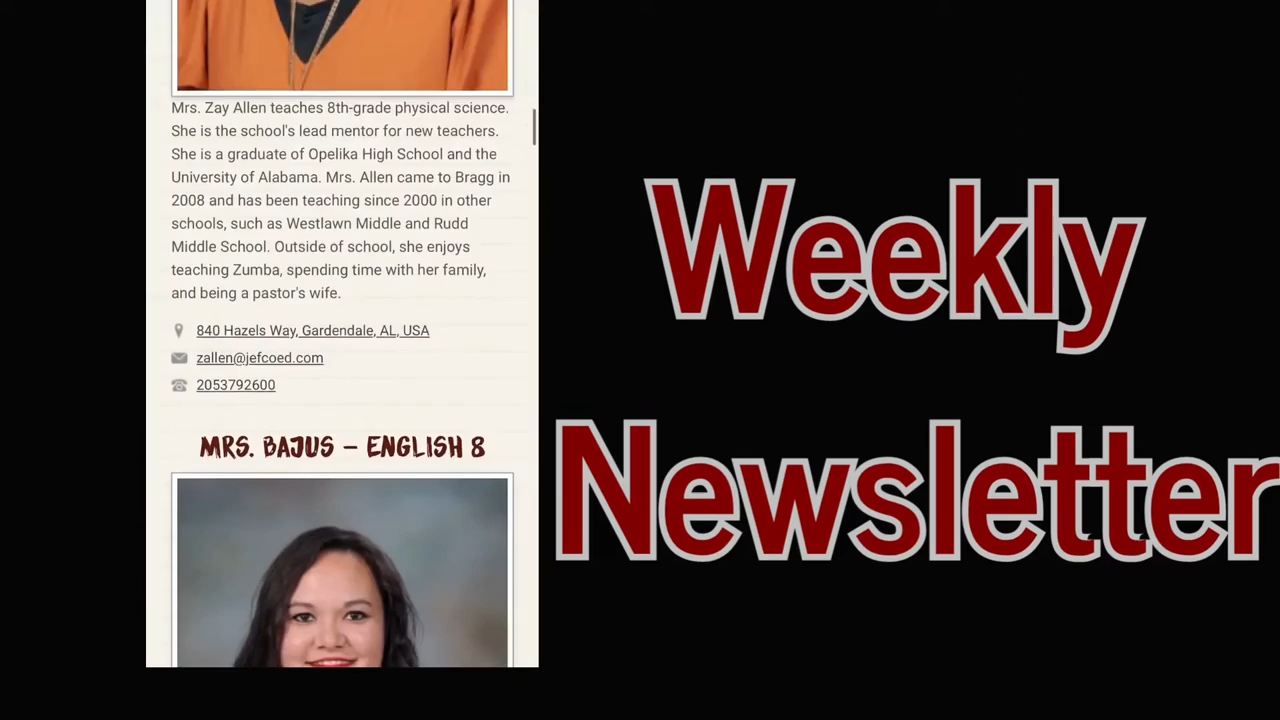 Mrs. Zay Allen teaches 8th-grade physical science.
She is the school's lead mentor for new teachers.
She is a graduate of Opelika High School and the
University of Alabama. Mrs. Allen came to Bragg in
2008 and has been teaching since 2000 in other
schools, such as Westlawn Middle and Rudd
Middle School. Outside of school, she enjoys
teaching Zumba, spending time with her family,
and being a pastor's wife.
840 Hazels Way, Gardendale, AL, USA
zallen@jefcoed.com
2053792600
MRS. BAJUS – ENGLISH 8
Weekly
Newsletter